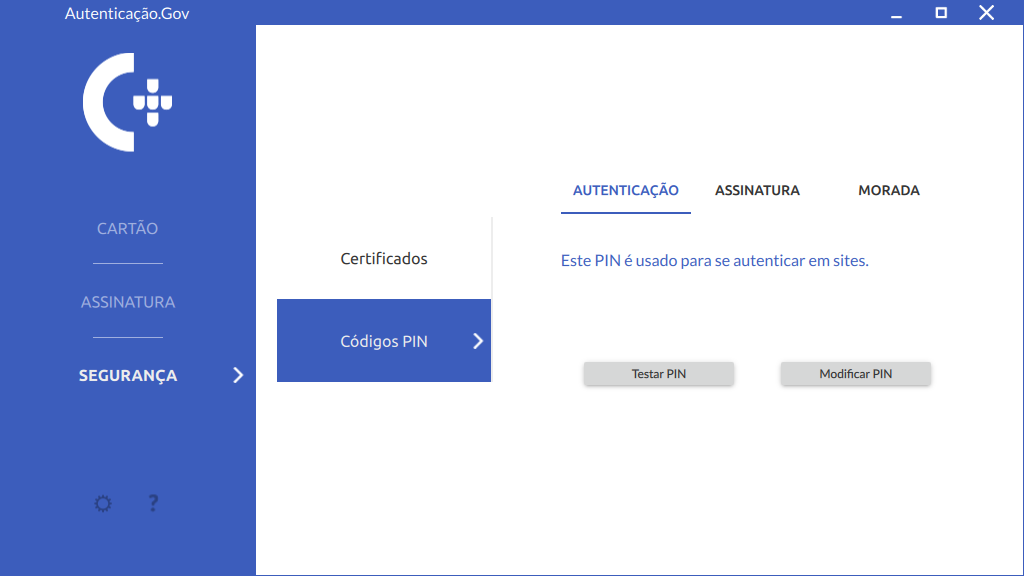 Autenticação.Gov
CARTÃO
ASSINATURA
SEGURANÇA
?
Certificados
Códigos PIN
AUTENTICAÇÃO ASSINATURA MORADA
Este PIN é usado para se autenticar em sites.
Testar PIN Modificar PIN